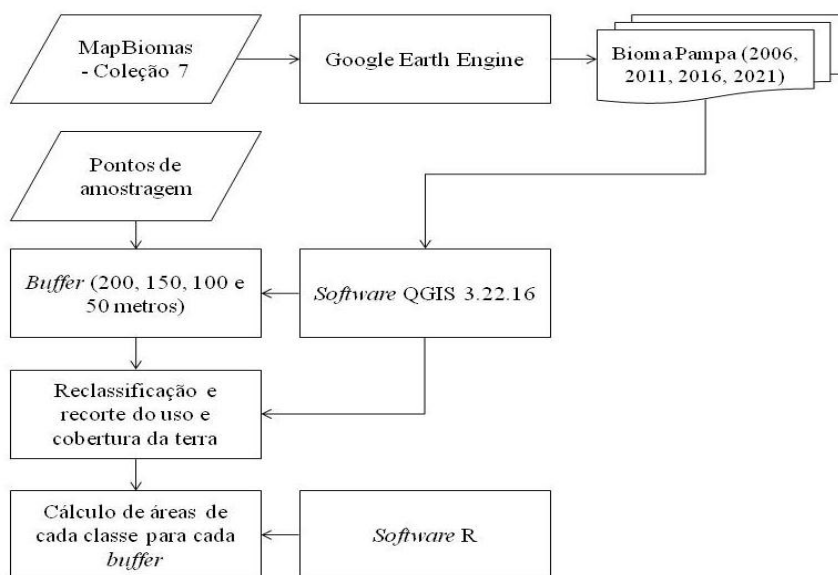 MapBiomas
- Coleção 7
Google Earth Engine
Bioma Pampa (2006,
2011, 2016, 2021)
Pontos de
amostragem
Buffer (200, 150, 100 e
50 metros)
Software QGIS 3.22.16
Reclassificação e
recorte do uso e
cobertura da terra
Cálculo de áreas de
cada classe para cada
buffer
Software R